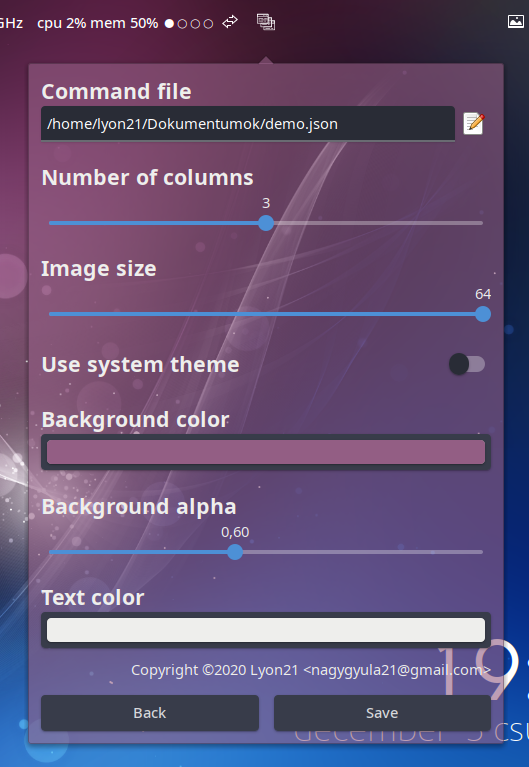 GHz cpu 2% mem 50%
Command file
/home/lyon21/Dokumentumok/demo.json
Number of columns
3
Image size
64
Use system theme
Background color
Background alpha
0,60
Text color
19:
Copyright ©2020 Lyon21 <nagygyula21@gmail.com>
Back Save
december 3 csü